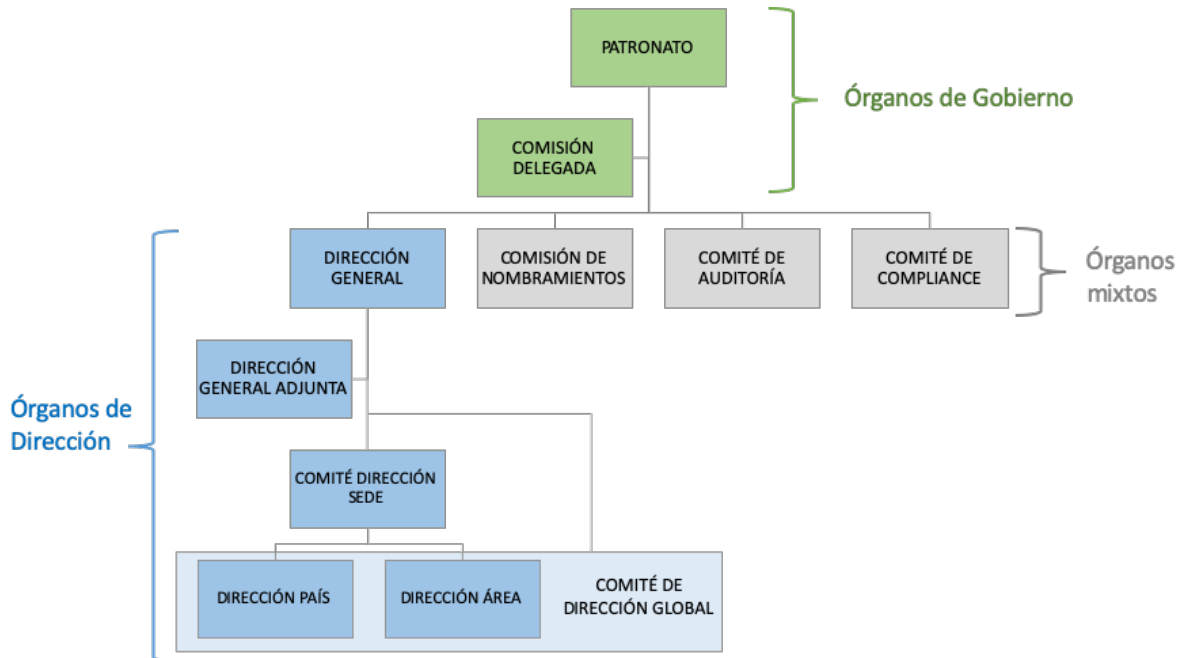 PATRONATO
Órganos de Gobierno
COMISIÓN
DELEGADA
DIRECCIÓN
GENERAL
COMISIÓN DE
NOMBRAMIENTOS
COMITÉ DE
AUDITORÍA
COMITÉ DE
COMPLIANCE
Órganos
mixtos
DIRECCIÓN
GENERAL ADJUNTA
Órganos de
Dirección
COMITÉ DIRECCIÓN
SEDE
DIRECCIÓN PAÍS
DIRECCIÓN ÁREA
COMITÉ DE
DIRECCIÓN GLOBAL